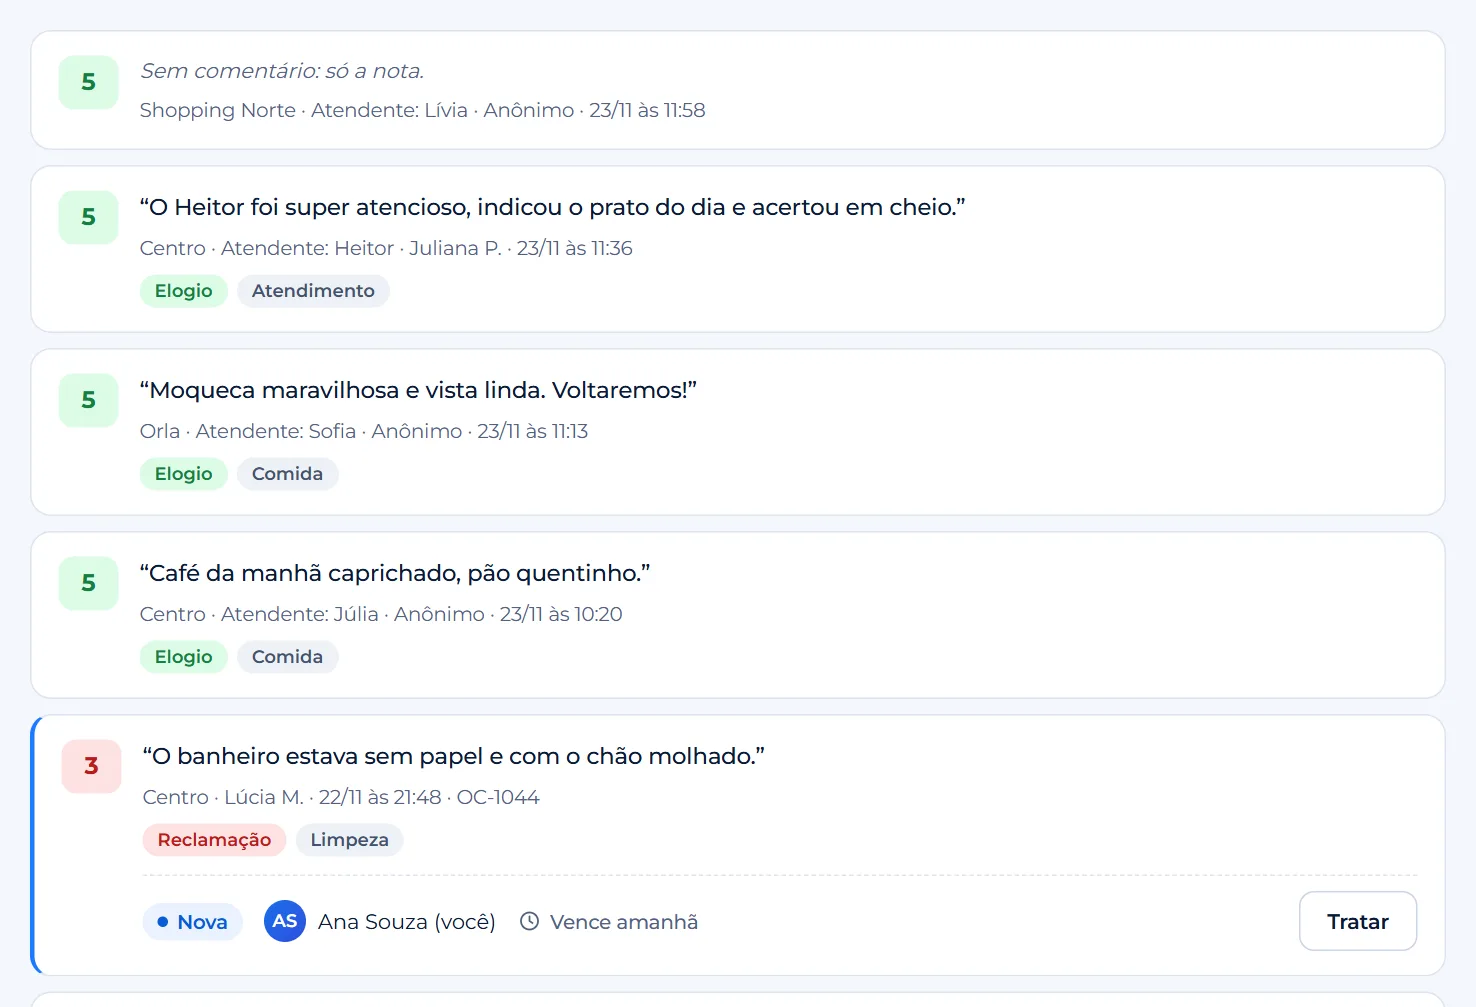 5
Sem comentário: só a nota.
Shopping Norte · Atendente: Lívia · Anônimo · 23/11 às 11:58
5
“O Heitor foi super atencioso, indicou o prato do dia e acertou em cheio.”
Centro · Atendente: Heitor · Juliana P. · 23/11 às 11:36
Elogio Atendimento
5
“Moqueca maravilhosa e vista linda. Voltaremos!”
Orla · Atendente: Sofia · Anônimo · 23/11 às 11:13
Elogio Comida
5
“Café da manhã caprichado, pão quentinho.”
Centro · Atendente: Júlia · Anônimo · 23/11 às 10:20
Elogio Comida
3
“O banheiro estava sem papel e com o chão molhado.”
Centro · Lúcia M. · 22/11 às 21:48 · OC-1044
Reclamação Limpeza
Nova AS Ana Souza (você) Vence amanhã Tratar